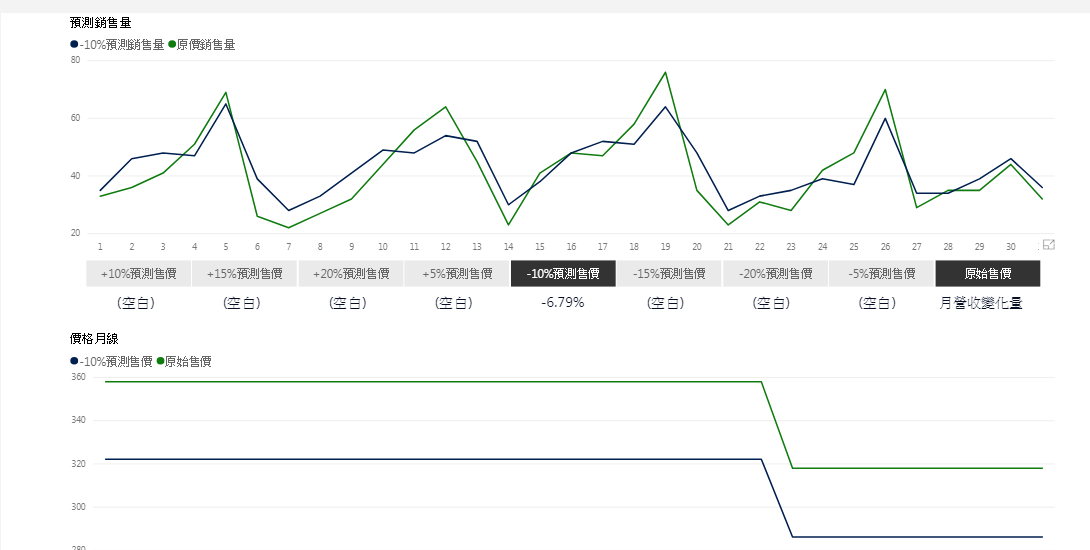 預測銷售量
-10%預測銷售量 原價銷售量
80
60
40
20
1 2 3 4 5 6 7 8 9 10 11 12 13 14 15 16 17 18 19 20 21 22 23 24 25 26 27 28 29 30
+10%預測售價 +15%預測售價 +20%預測售價 +5%預測售價 -10%預測售價 -15%預測售價 -20%預測售價 -5%預測售價 原始售價
(空白) (空白) (空白) (空白) -6.79% (空白) (空白) (空白) 月營收變化量
價格月線
-10%預測售價 原始售價
360
340
320
300
280